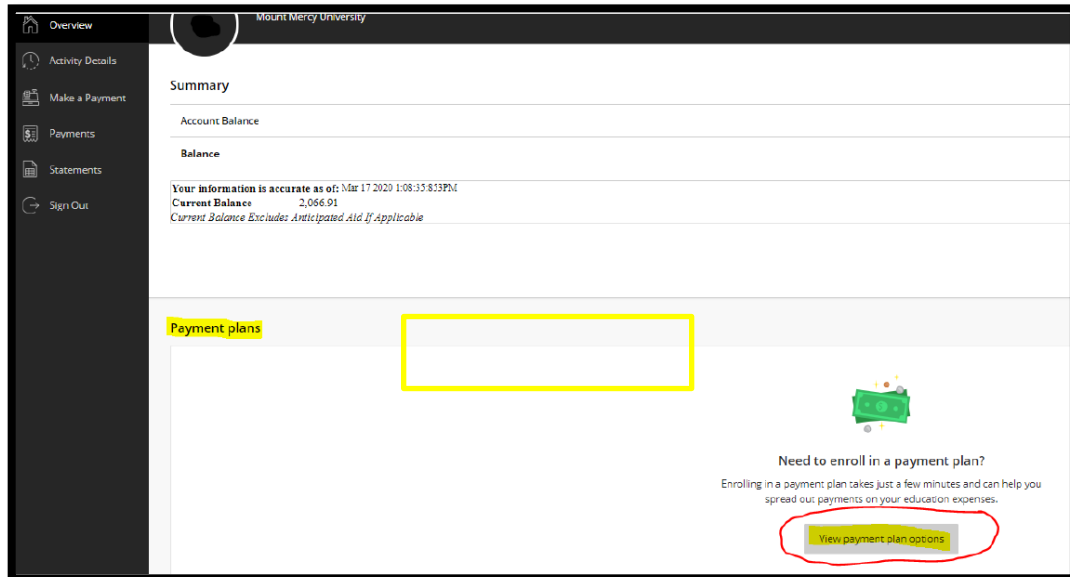 Mount Mercy University
Overview
Activity Details
Make a Payment
Payments
Statements
Sign Out
Summary
Account Balance
Balance
Your information is accurate as of: Mar 17 2020 1:08:35:853PM
Current Balance 2,066.91
Current Balance Excludes Anticipated Aid If Applicable
Payment plans
Need to enroll in a payment plan?
Enrolling in a payment plan takes just a few minutes and can help you
spread out payments on your education expenses.
View payment plan options